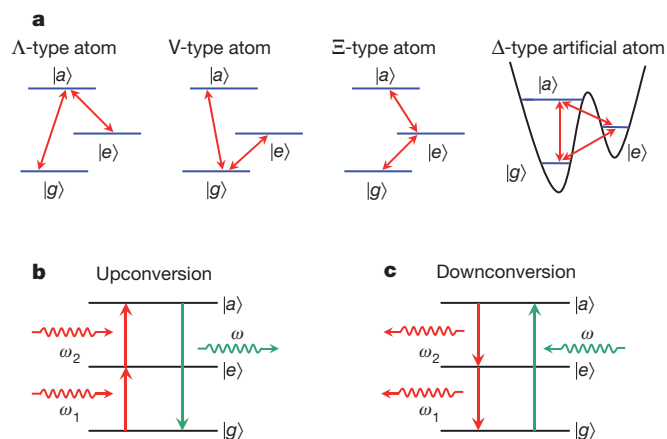 a
Λ-type atom V-type atom Ξ-type atom Δ-type artificial atom
|a⟩ |a⟩ |a⟩ |a⟩
|e⟩ |e⟩ |e⟩ |e⟩
|g⟩ |g⟩ |g⟩ |g⟩
b Upconversion
|a⟩
ω
ω₂
|e⟩
ω₁
|g⟩
c Downconversion
|a⟩
ω
ω₂
|e⟩
ω₁
|g⟩